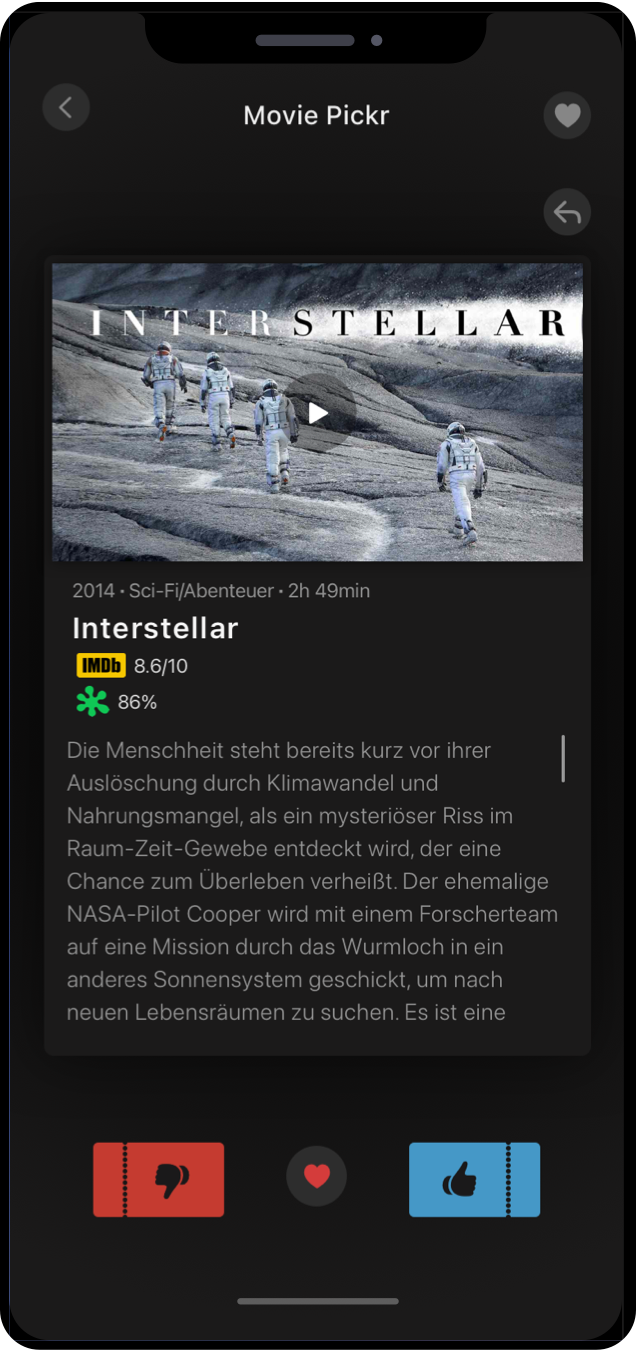 Movie Pickr
INTERSTELLAR
2014 · Sci-Fi/Abenteuer · 2h 49min
Interstellar
IMDb 8.6/10
86%
Die Menschheit steht bereits kurz vor ihrer
Auslöschung durch Klimawandel und
Nahrungsmangel, als ein mysteriöser Riss im
Raum-Zeit-Gewebe entdeckt wird, der eine
Chance zum Überleben verheißt. Der ehemalige
NASA-Pilot Cooper wird mit einem Forscherteam
auf eine Mission durch das Wurmloch in ein
anderes Sonnensystem geschickt, um nach
neuen Lebensräumen zu suchen. Es ist eine